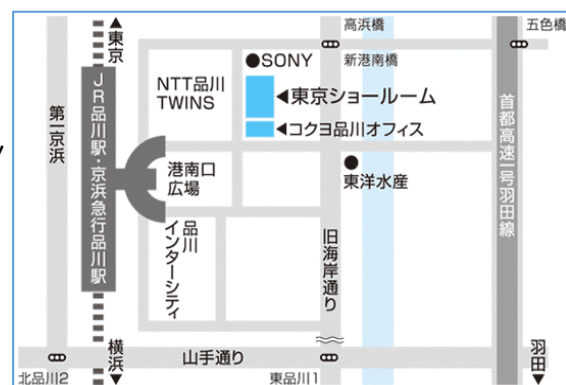 ▲東京
高浜橋
五色橋
●SONY
新港南橋
NTT品川
TWINS
◀東京ショールーム
◀コクヨ品川オフィス
第一京浜
JR品川駅・京浜急行品川駅
港南口
広場
●
東洋水産
首都高速一号羽田線
品川
インターシティ
旧海岸通り
横浜▼
山手通り
羽田▼
北品川2
東品川1